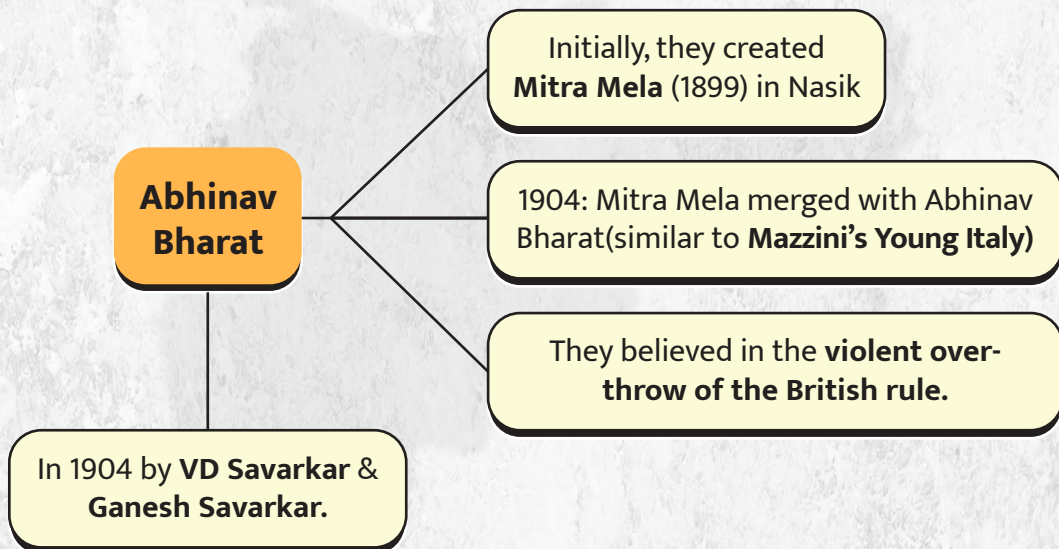 Initially, they created
Mitra Mela (1899) in Nasik
Abhinav
Bharat
1904: Mitra Mela merged with Abhinav
Bharat(similar to Mazzini’s Young Italy)
They believed in the violent over-
throw of the British rule.
In 1904 by VD Savarkar &
Ganesh Savarkar.